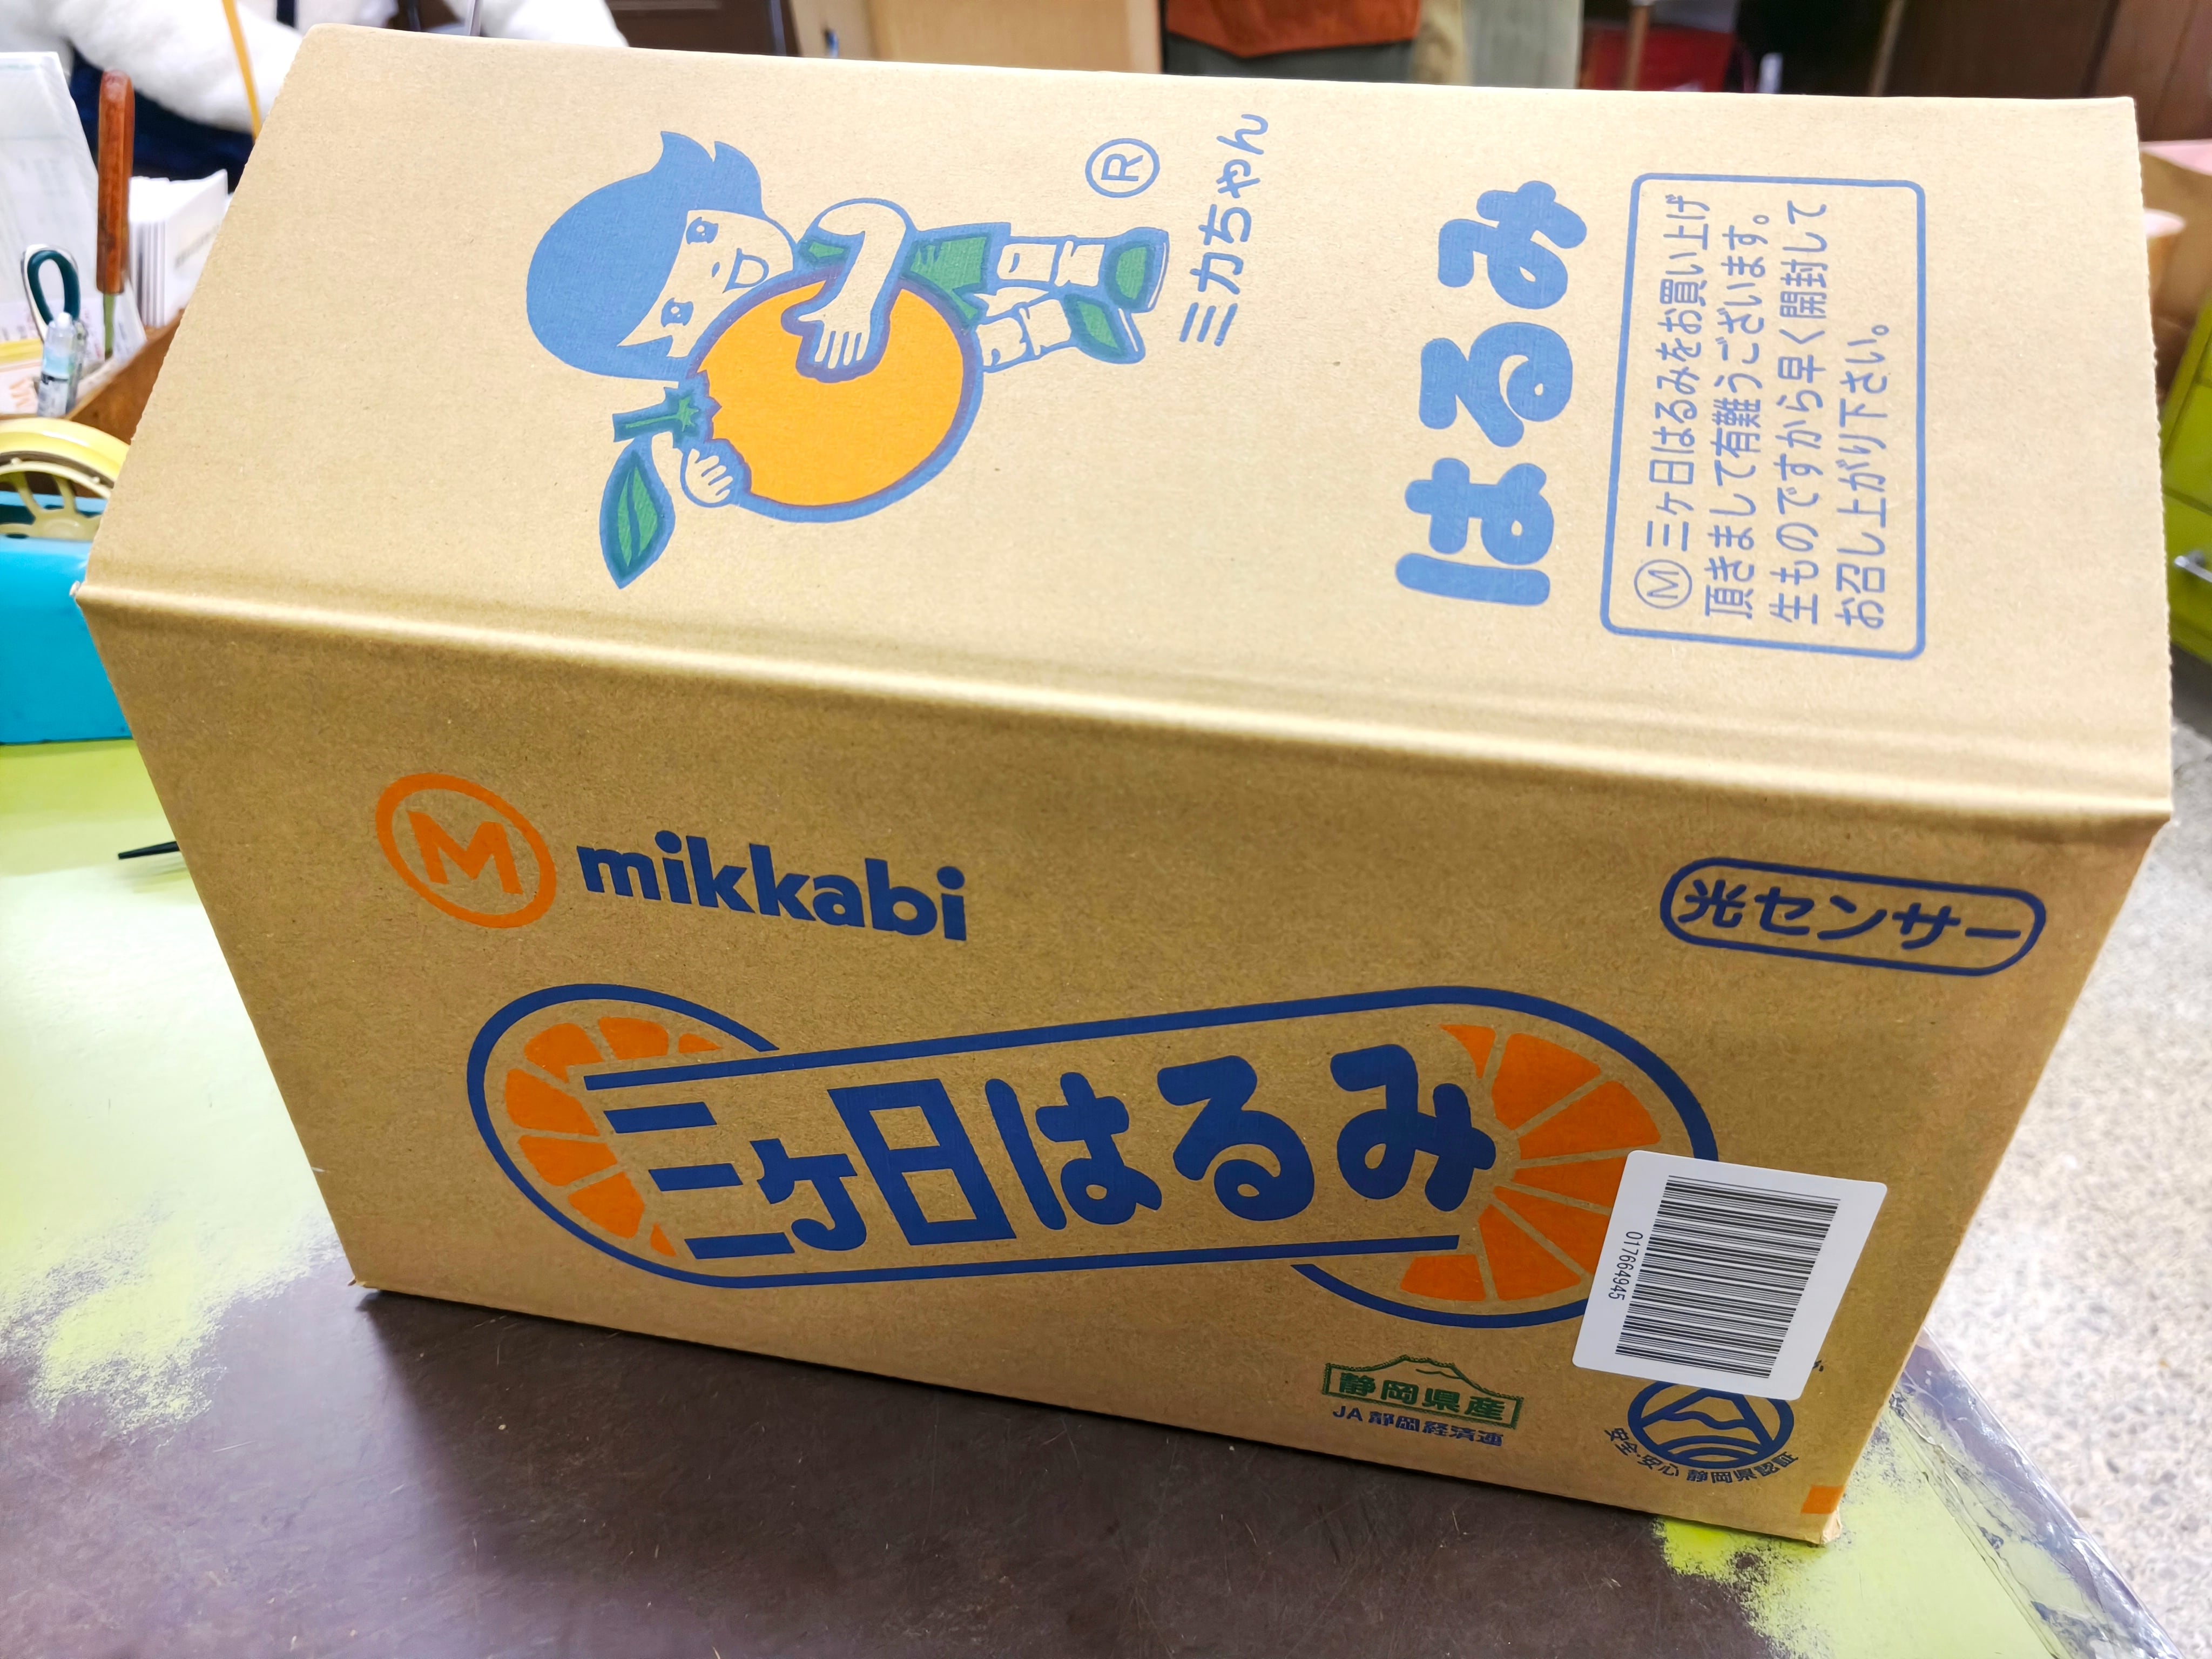 Ⓡ
ミカちゃん
はるみ
Ⓜ三ヶ日はるみをお買い上げ
頂きまして有難うございます。
生ものですから早く開封して
お召し上がり下さい。
M mikkabi
光センサー
三ヶ日はるみ
017664945
静岡県産
JA 静岡経済連
安全・安心 静岡県認証